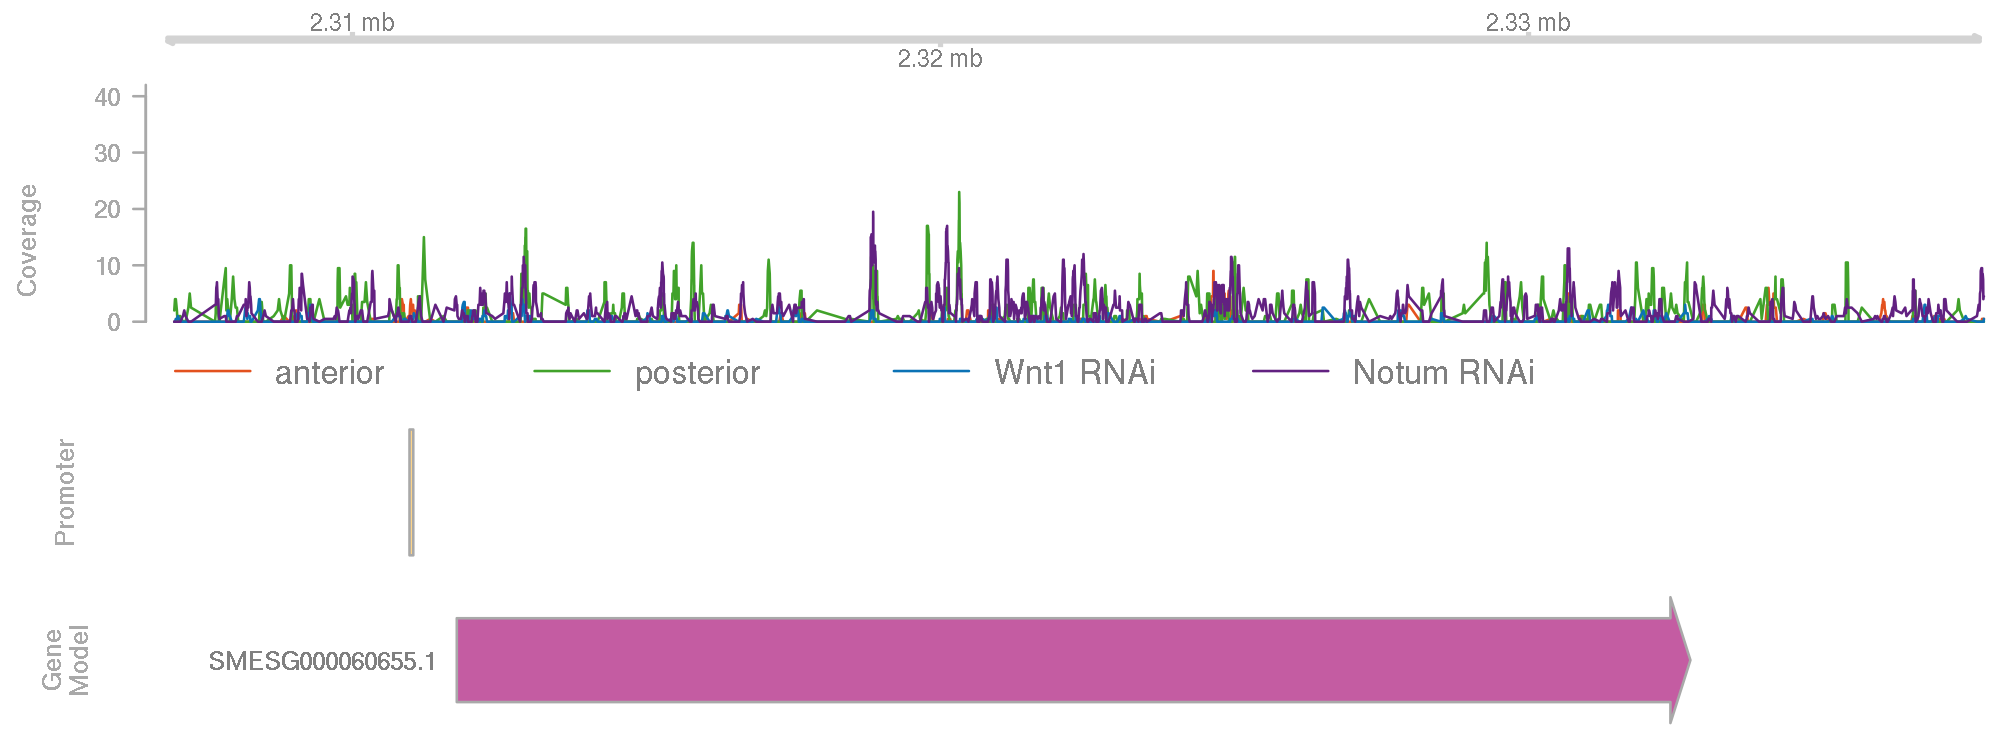 2.31 mb
2.33 mb
2.32 mb
Coverage
40
30
20
10
0
anterior posterior Wnt1 RNAi Notum RNAi
Promoter
Gene
Model
SMESG000060655.1